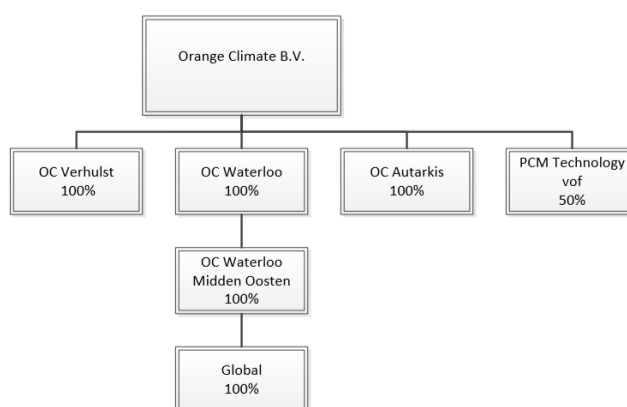 Orange Climate B.V.
OC Verhulst
100%
OC Waterloo
100%
OC Autarkis
100%
PCM Technology
vof
50%
OC Waterloo
Midden Oosten
100%
Global
100%